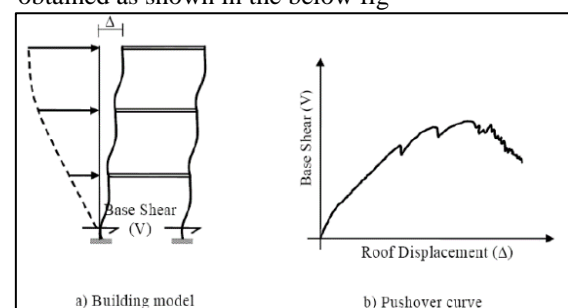 obtained as shown in the below fig
Δ
Base Shear
(V)
a) Building model
Base Shear (V)
Roof Displacement (Δ)
b) Pushover curve